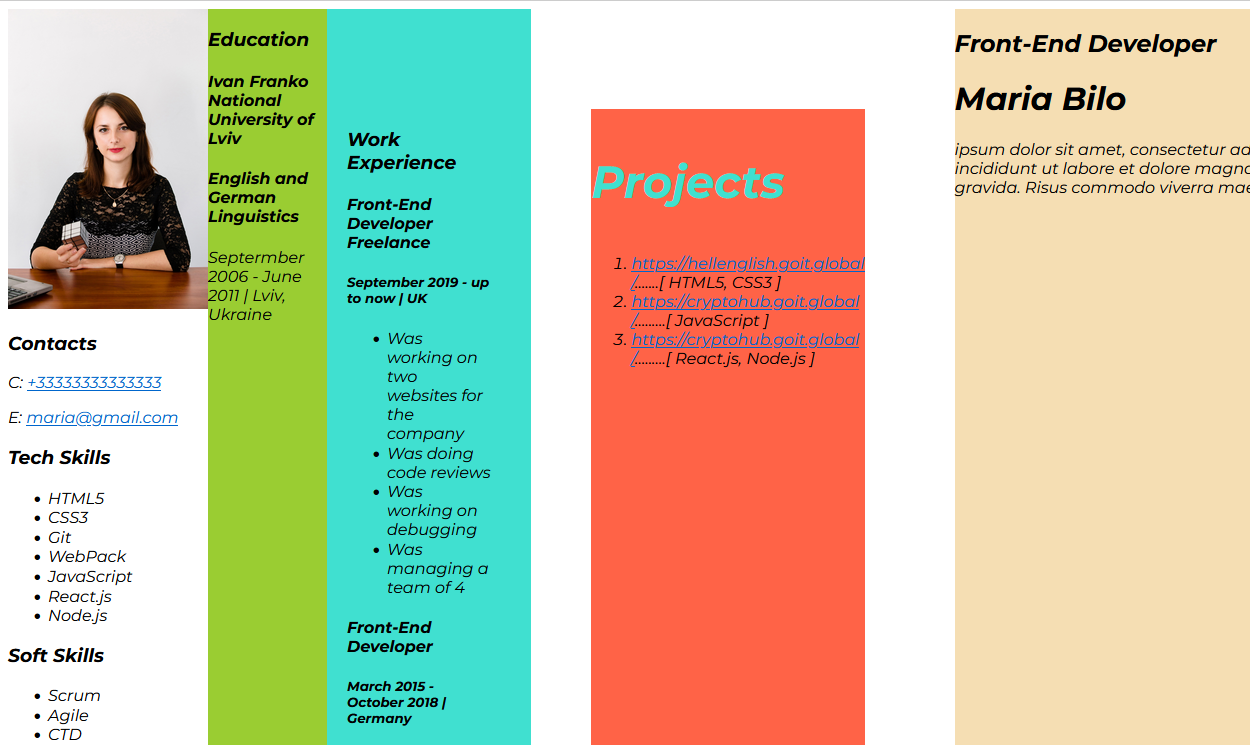 Contacts
C: +33333333333333
E: maria@gmail.com
Tech Skills
HTML5
CSS3
Git
WebPack
JavaScript
React.js
Node.js
Soft Skills
Scrum
Agile
CTD
Education
Ivan Franko
National
University of
Lviv
English and
German
Linguistics
Septermber
2006 - June
2011 | Lviv,
Ukraine
Work
Experience
Front-End
Developer
Freelance
September 2019 - up
to now | UK
Was
working on
two
websites for
the
company
Was doing
code reviews
Was
working on
debugging
Was
managing a
team of 4
Front-End
Developer
March 2015 -
October 2018 |
Germany
Projects
1. https://hellenglish.goit.global
/.......[ HTML5, CSS3 ]
2. https://cryptohub.goit.global
/.........[ JavaScript ]
3. https://cryptohub.goit.global
/.........[ React.js, Node.js ]
Front-End Developer
Maria Bilo
ipsum dolor sit amet, consectetur
incididunt ut labore et dolore
gravida. Risus commodo viverra